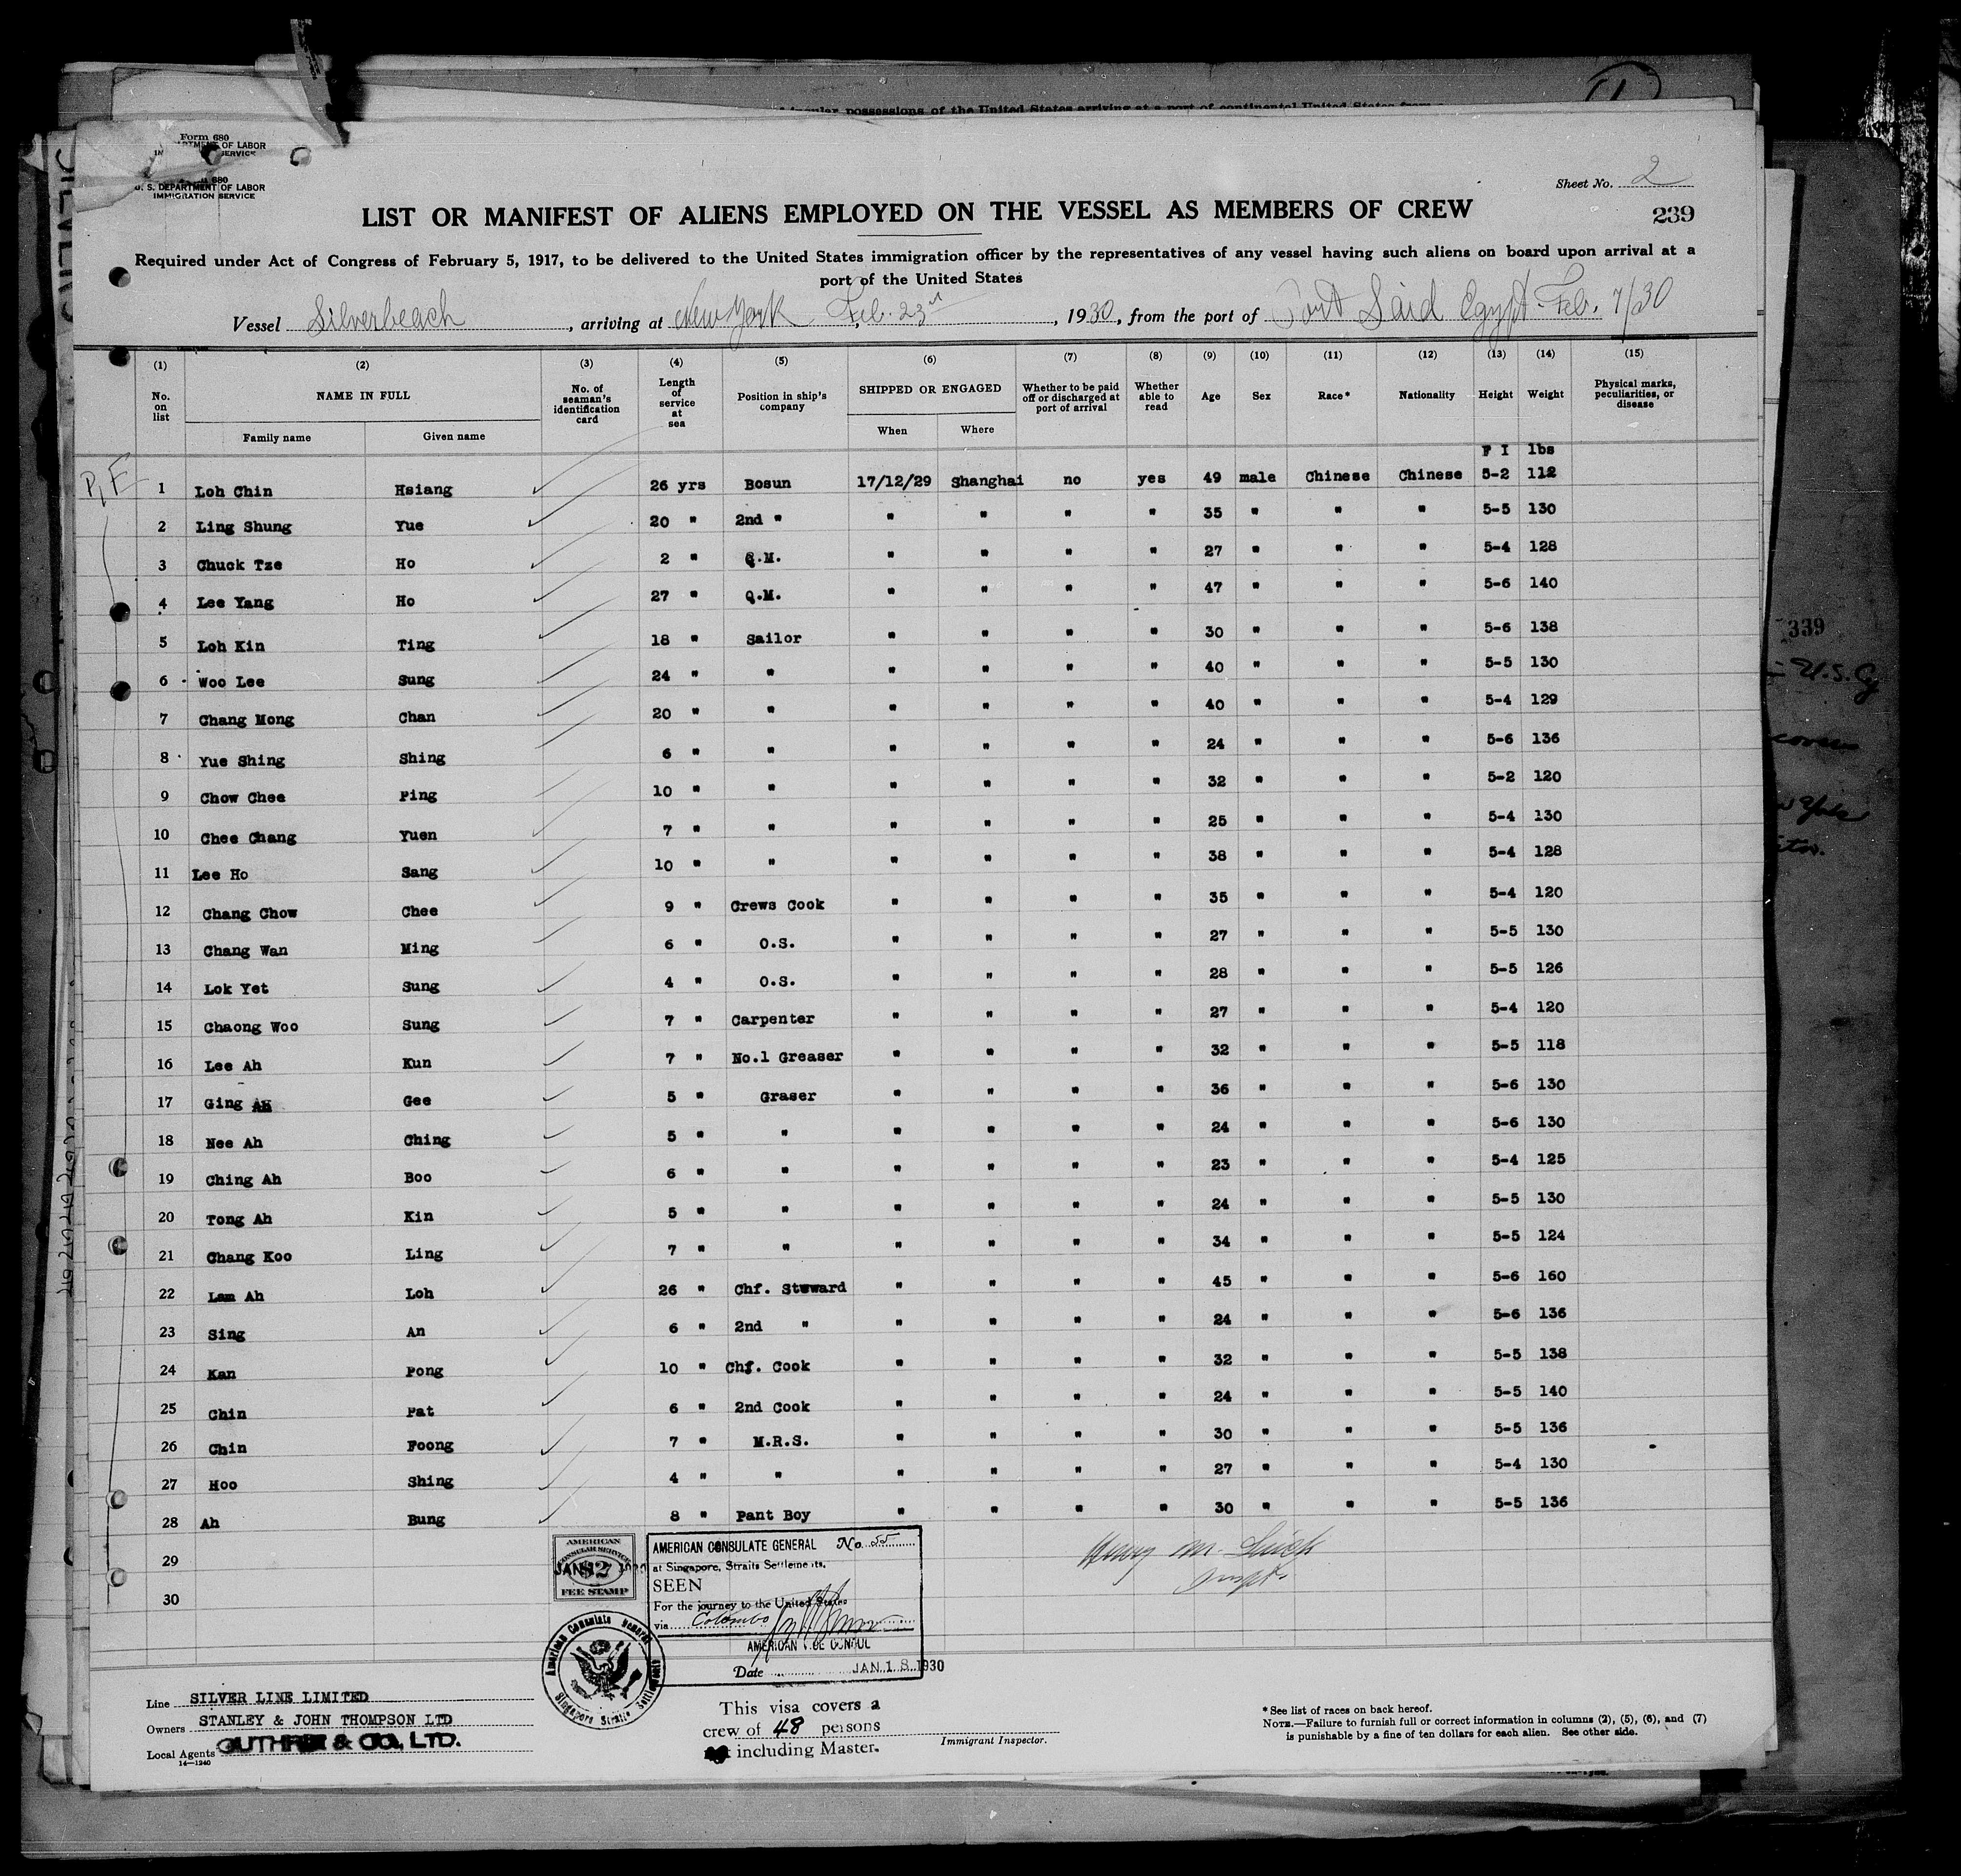 Form 680
U. S. DEPARTMENT OF LABOR
IMMIGRATION SERVICE
Sheet No. 2
LIST OR MANIFEST OF ALIENS EMPLOYED ON THE VESSEL AS MEMBERS OF CREW
239
Required under Act of Congress of February 5, 1917, to be delivered to the United States immigration officer by the representatives of any vessel having such aliens on board upon arrival at a
port of the United States
Vessel Silverbeach, arriving at New York Feb. 23rd, 1930, from the port of Port Said Egypt Feb. 7/30
(1) (2) (3) (4) (5) (6) (7) (8) (9) (10) (11) (12) (13) (14) (15)
No. on list NAME IN FULL Family name Given name No. of seaman's identification card Length of service at sea Position in ship's company SHIPPED OR ENGAGED When Where Whether to be paid off or discharged at port of arrival Whether able to read Age Sex Race* Nationality Height Weight Physical marks, peculiarities, or disease
F I lbs
1 Loh Chin Hsiang 26 yrs Bosun 17/12/29 Shanghai no yes 49 male Chinese Chinese 5-2 112
2 Ling Shung Yue 20 " 2nd " " " " " 35 " " " 5-5 130
3 Chuck Tze Ho 2 " Q.M. " " " " 27 " " " 5-4 128
4 Lee Yang Ho 27 " Q.M. " " " " 47 " " " 5-6 140
5 Loh Kin Ting 18 " Sailor " " " " 30 " " " 5-6 138
6 Woo Lee Sung 24 " " " " " " 40 " " " 5-5 130
7 Chang Mong Chan 20 " " " " " " 40 " " " 5-4 129
8 Yue Shing Shing 6 " " " " " " 24 " " " 5-6 136
9 Chow Chee Ping 10 " " " " " " 32 " " " 5-2 120
10 Chee Chang Yuen 7 " " " " " " 25 " " " 5-4 130
11 Lee Ho Sang 10 " " " " " " 38 " " " 5-4 128
12 Chang Chow Chee 9 " Crews Cook " " " " 35 " " " 5-4 120
13 Chang Wan Ming 6 " O.S. " " " " 27 " " " 5-5 130
14 Lok Yet Sung 4 " O.S. " " " " 28 " " " 5-5 126
15 Chaong Woo Sung 7 " Carpenter " " " " 27 " " " 5-4 120
16 Lee Ah Kun 7 " No.1 Greaser " " " " 32 " " " 5-5 118
17 Ging AH Gee 5 " Graser " " " " 36 " " " 5-6 130
18 Nee Ah Ching 5 " " " " " " 24 " " " 5-6 130
19 Ching Ah Boo 6 " " " " " " 23 " " " 5-4 125
20 Tong Ah Kin 5 " " " " " " 24 " " " 5-5 130
21 Chang Koo Ling 7 " " " " " " 34 " " " 5-5 124
22 Lam Ah Loh 26 " Chf. Steward " " " " 45 " " " 5-6 160
23 Sing An 6 " 2nd " " " " " 24 " " " 5-6 136
24 Kan Pong 10 " Chf. Cook " " " " 32 " " " 5-5 138
25 Chin Pat 6 " 2nd Cook " " " " 24 " " " 5-5 140
26 Chin Foong 7 " M.R.S. " " " " 30 " " " 5-5 136
27 Hoo Shing 4 " " " " " " 27 " " " 5-4 130
28 Ah Bung 8 " Pant Boy " " " " 30 " " " 5-5 136
29
30
AMERICAN
CONSULAR SERVICE
$2
FEE STAMP
AMERICAN CONSULATE GENERAL No. 55
at Singapore, Straits Settlements.
SEEN
For the journey to the United States
via Colombo
AMERICAN VICE CONSUL
Date JAN 18 1930
American Consulate General
Singapore Straits Settlements
Line SILVER LINE LIMITED
Owners STANLEY & JOHN THOMPSON LTD
Local Agents GUTHRIE & CO., LTD.
14—1240
This visa covers a
crew of 48 persons
including Master.
Immigrant Inspector.
* See list of races on back hereof.
NOTE.—Failure to furnish full or correct information in columns (2), (5), (6), and (7)
is punishable by a fine of ten dollars for each alien. See other side.
339